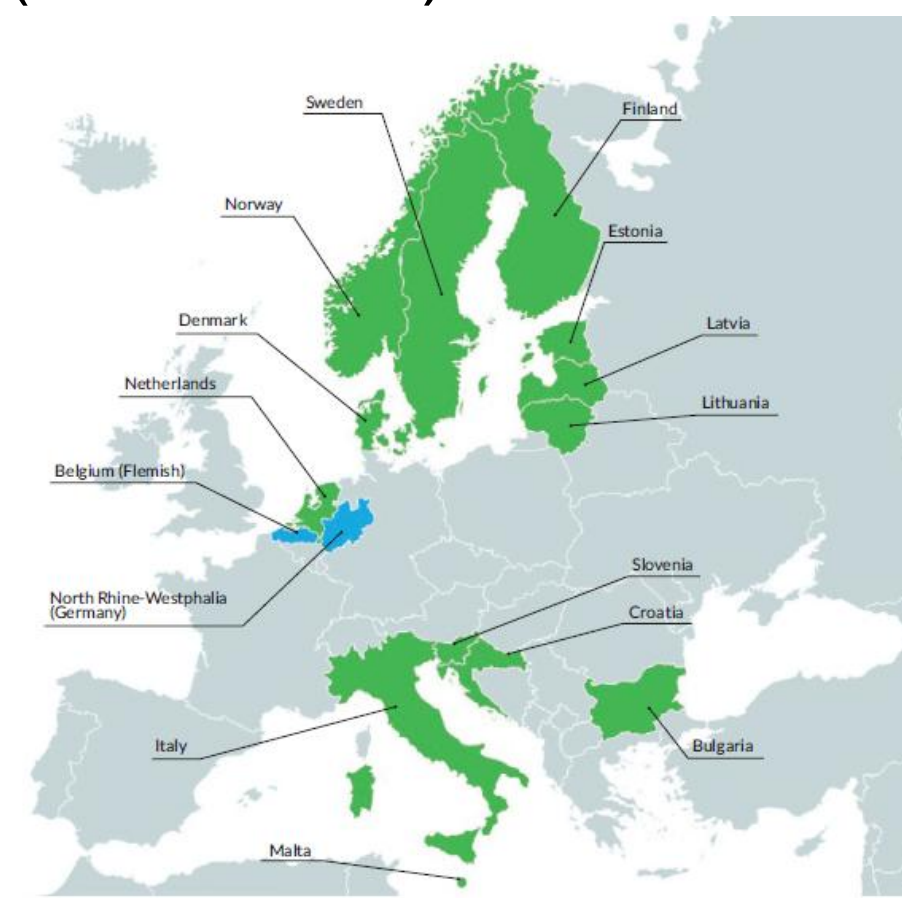 Sweden
Finland
Norway
Estonia
Denmark
Latvia
Netherlands
Lithuania
Belgium (Flemish)
Slovenia
North Rhine-Westphalia
(Germany)
Croatia
Italy
Bulgaria
Malta